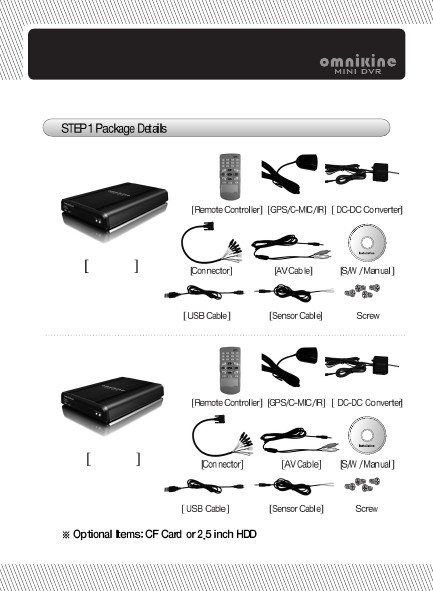 omnikine
MINI DVR
STEP 1 Package Details
[Remote Controller] [GPS/C-MIC/IR] [ DC-DC Converter]
[ ]
[Connector] [AV Cable] [S/W / Manual ]
[ USB Cable ] [Sensor Cable] Screw
[Remote Controller] [GPS/C-MIC/IR] [ DC-DC Converter]
[ ]
[Connector] [AV Cable] [S/W / Manual ]
[ USB Cable ] [Sensor Cable] Screw
※ Optional Items: CF Card or 2,5 inch HDD